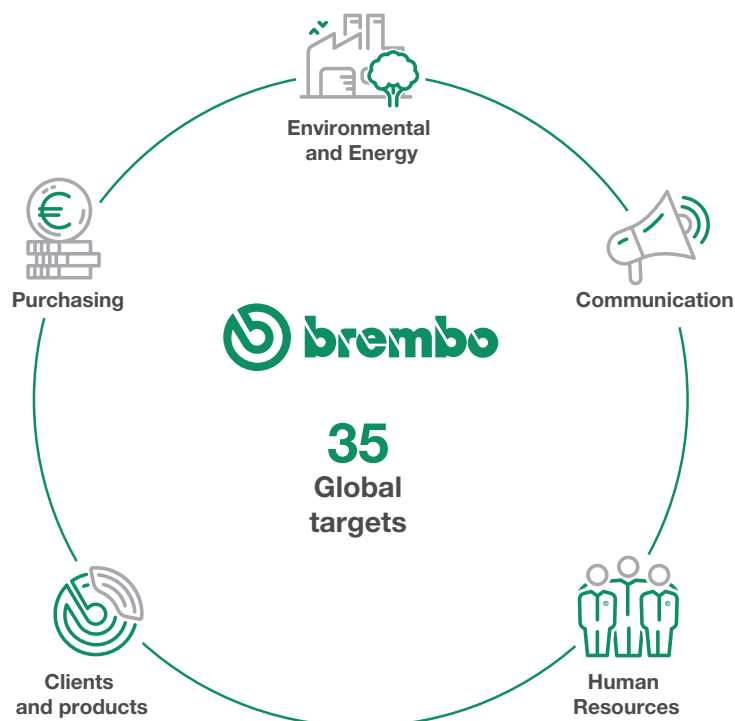 Environmental
and Energy
Purchasing
Communication
brembo
35
Global
targets
Clients
and products
Human
Resources